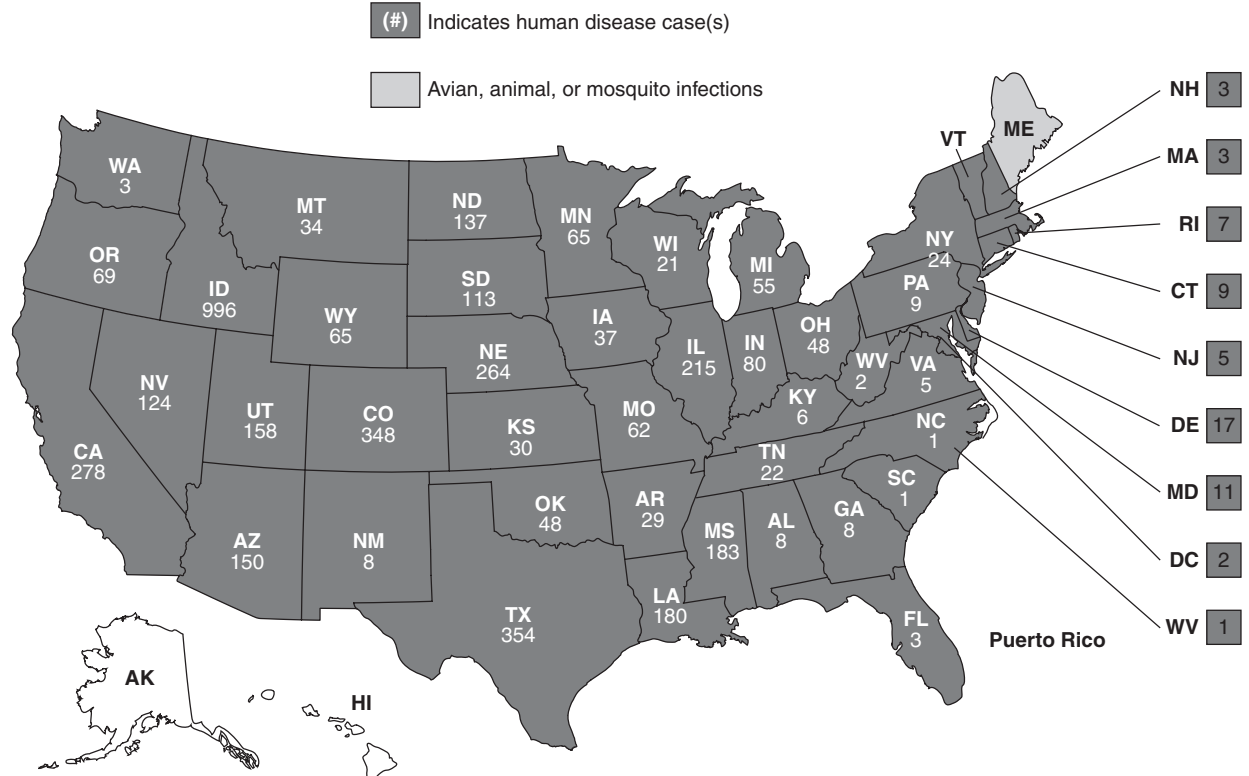 (#) Indicates human disease case(s)
Avian, animal, or mosquito infections
NH 3
ME
VT
MA 3
WA
3
MT
34
ND
137
MN
65
RI 7
OR
69
ID
996
WI
21
MI
55
NY
24
SD
113
CT 9
WY
65
PA
9
IA
37
OH
48
NE
264
IL
215
IN
80
NJ 5
WV
2
VA
5
NV
124
UT
158
CO
348
KY
6
MO
62
KS
30
NC
1
DE 17
CA
278
TN
22
SC
1
MD 11
OK
48
AR
29
GA
8
AZ
150
NM
8
MS
183
AL
8
DC 2
LA
180
TX
354
FL
3
WV 1
Puerto Rico
AK
HI